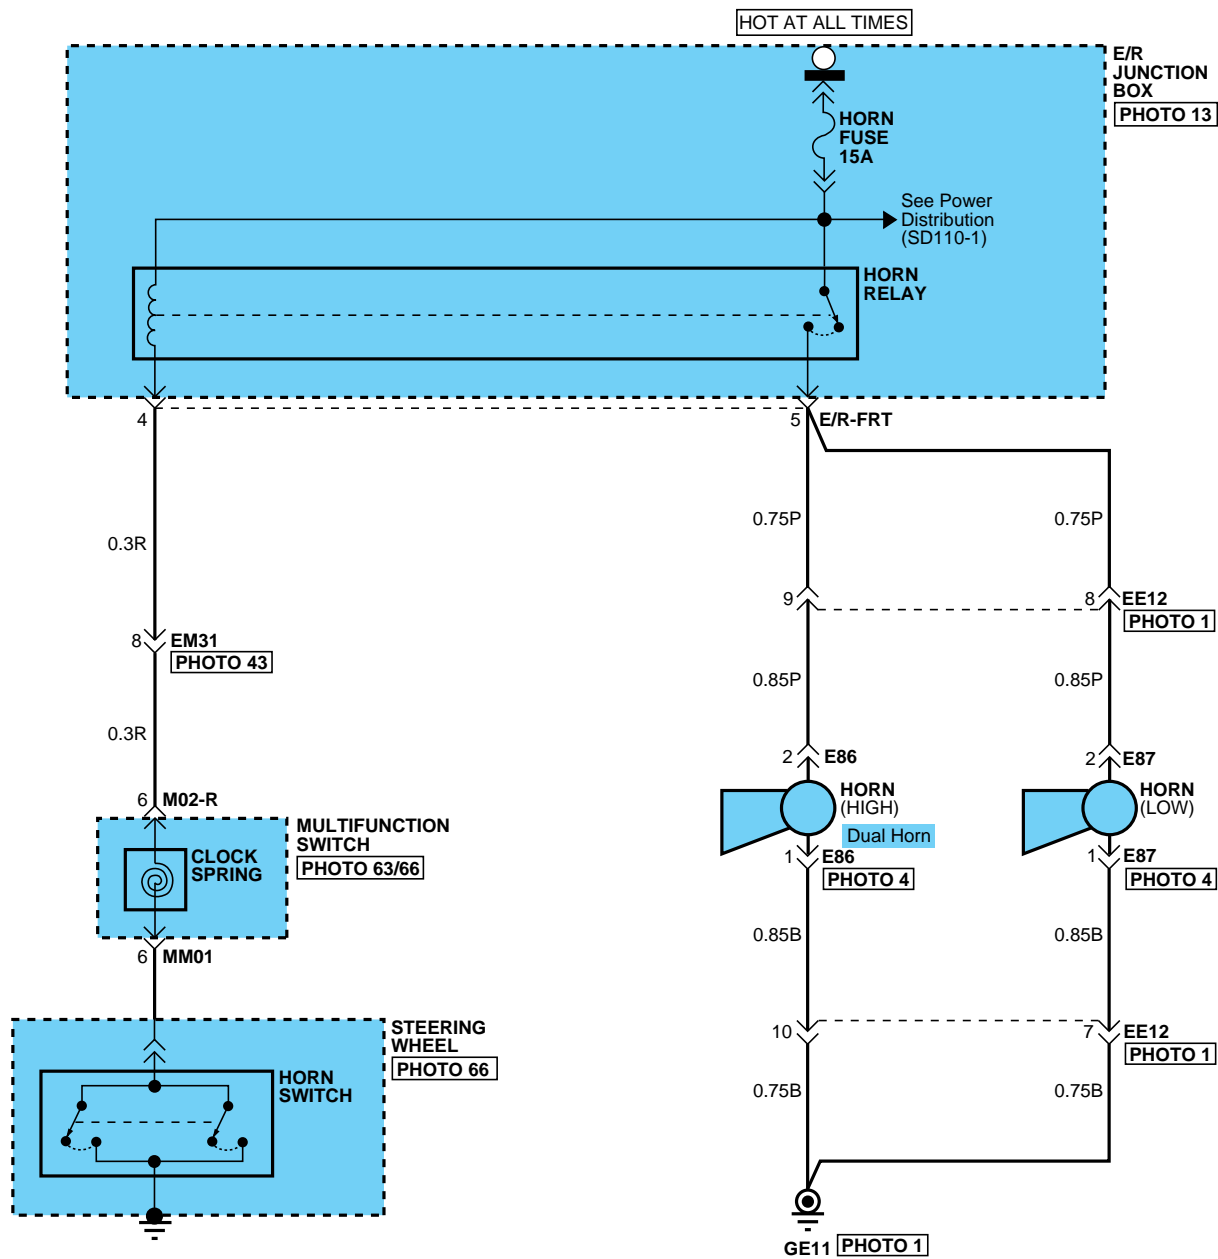 HOT AT ALL TIMES
E/R
JUNCTION
BOX
PHOTO 13
HORN
FUSE
15A
See Power
Distribution
(SD110-1)
HORN
RELAY
4
5
E/R-FRT
0.3R
0.75P
0.75P
9
8
EE12
PHOTO 1
8
EM31
PHOTO 43
0.85P
0.85P
0.3R
2
E86
2
E87
HORN
(HIGH)
Dual Horn
HORN
(LOW)
6
M02-R
MULTIFUNCTION
SWITCH
PHOTO 63/66
CLOCK
SPRING
1
E86
PHOTO 4
1
E87
PHOTO 4
6
MM01
0.85B
0.85B
STEERING
WHEEL
PHOTO 66
10
7
EE12
PHOTO 1
HORN
SWITCH
0.75B
0.75B
GE11
PHOTO 1